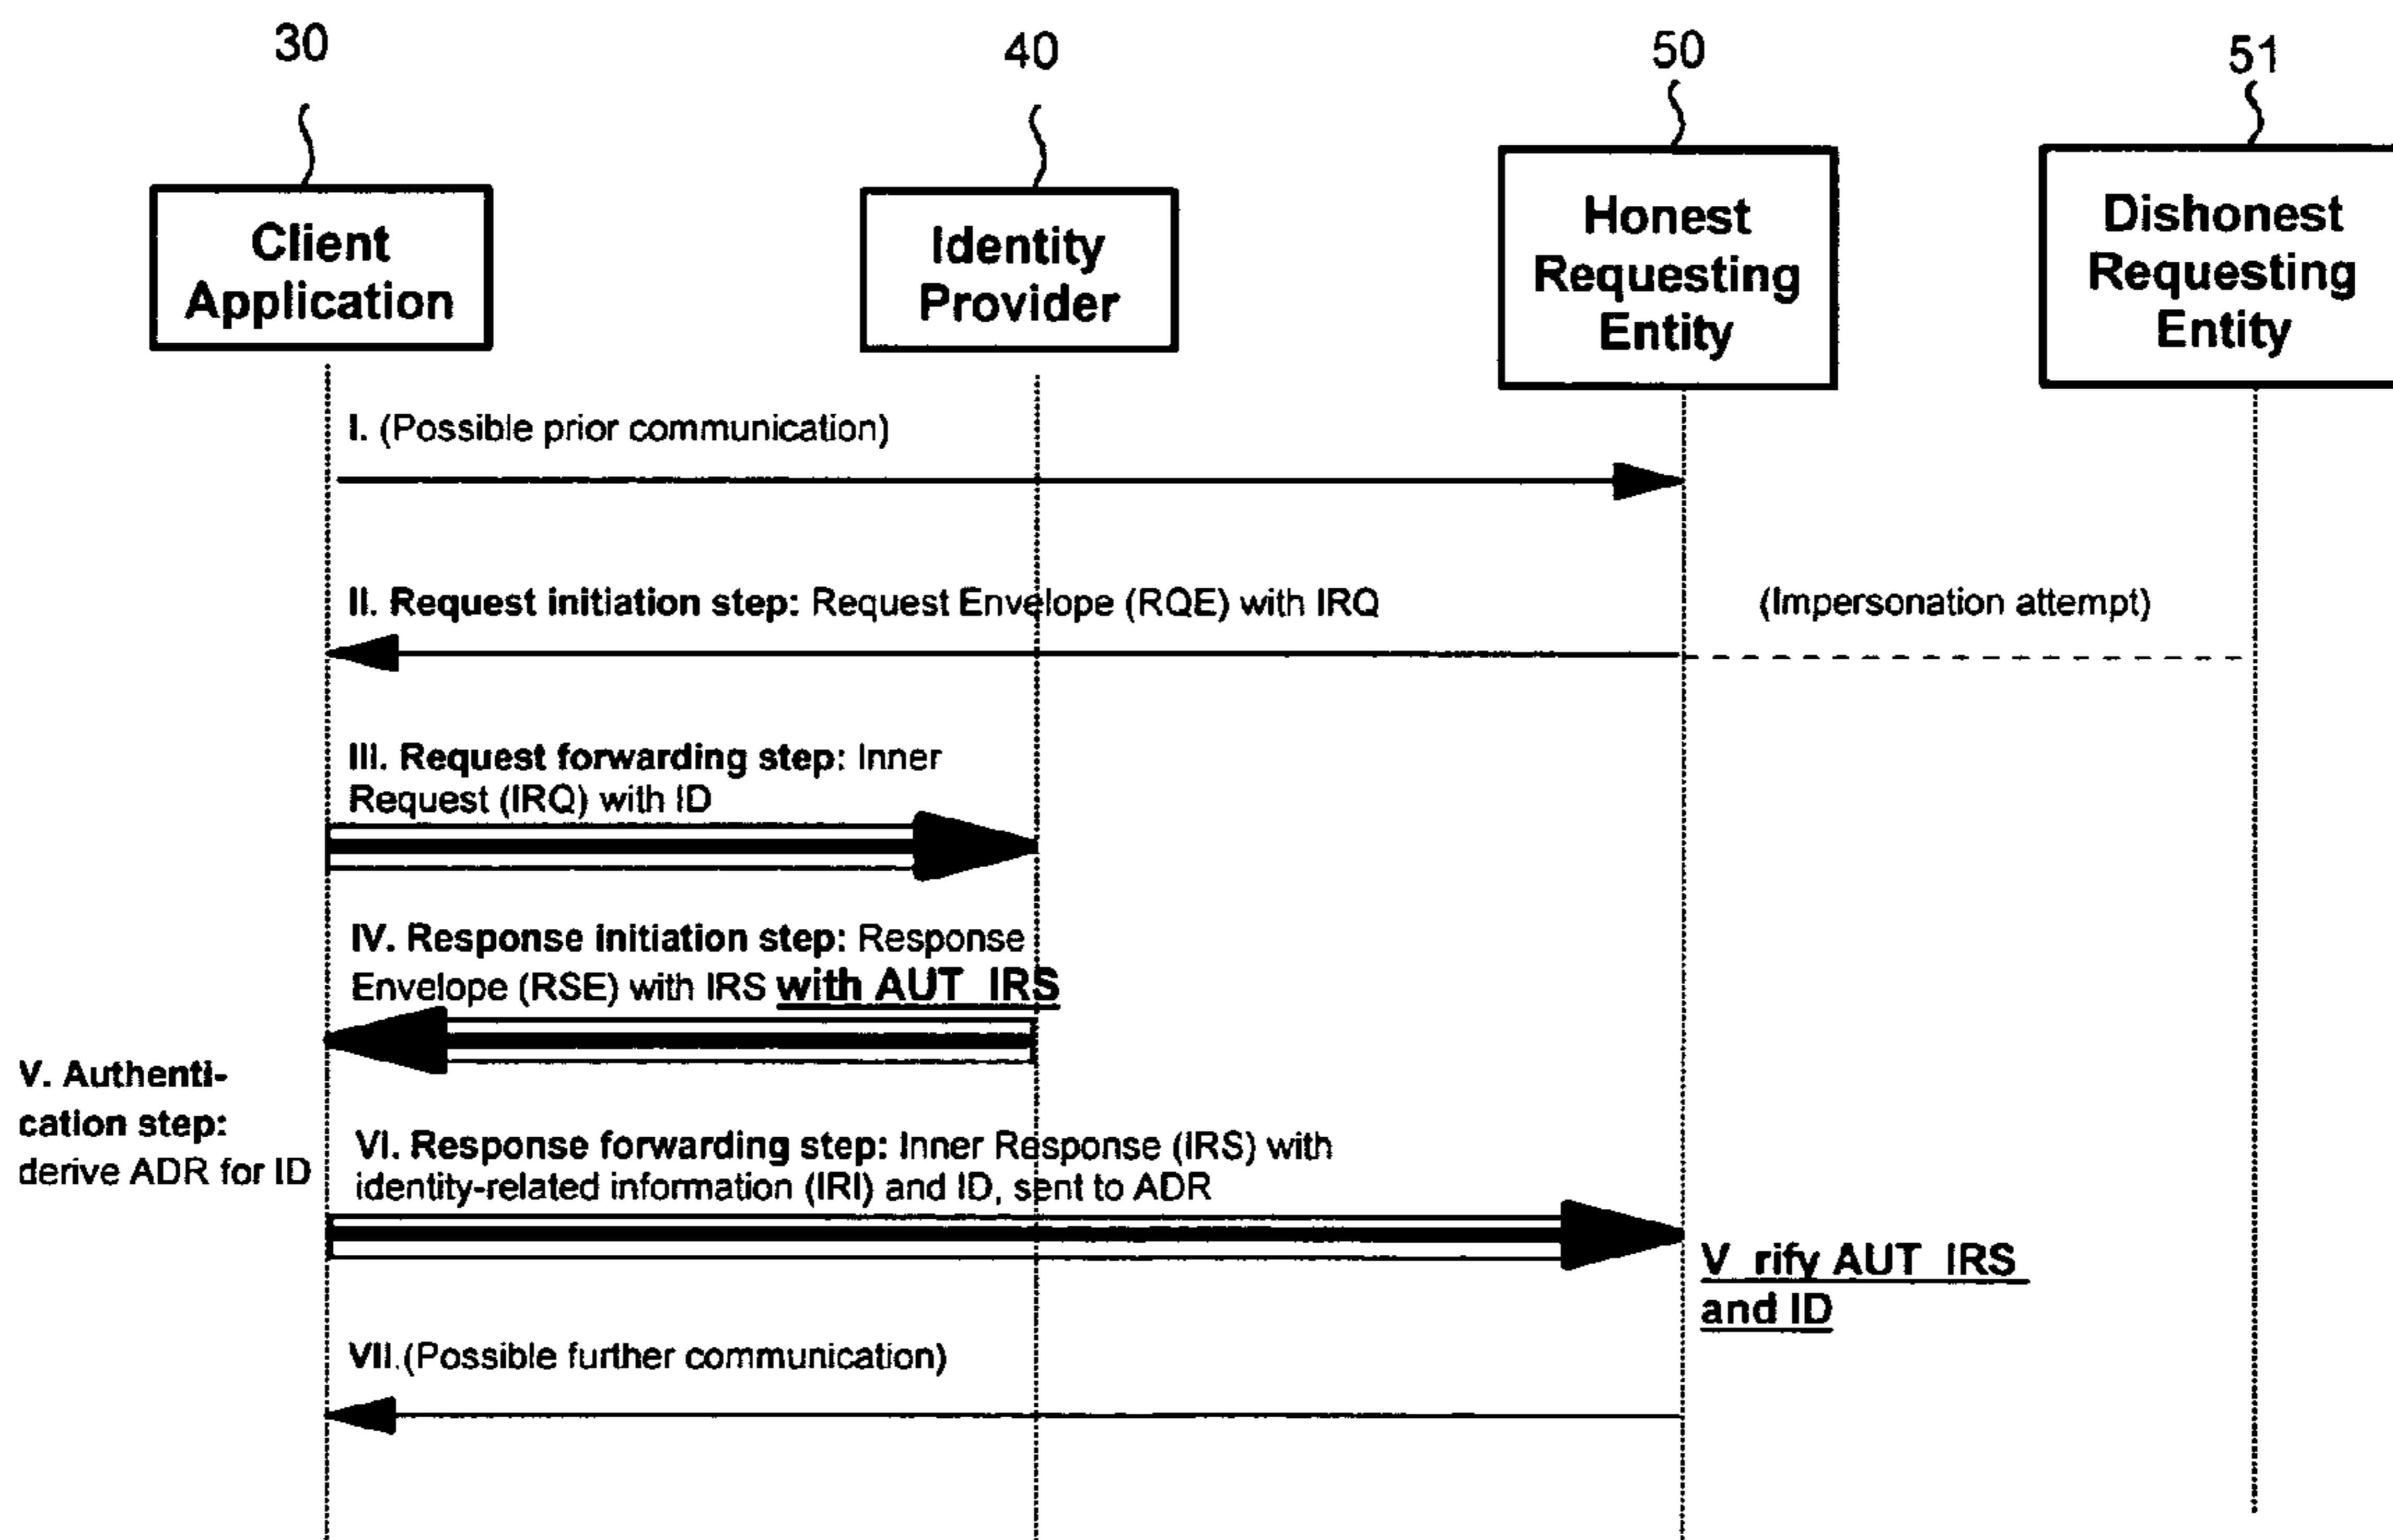 30
40
50
51
Client
Application
Identity
Provider
Honest
Requesting
Entity
Dishonest
Requesting
Entity
I. (Possible prior communication)
II. Request initiation step: Request Envelope (RQE) with IRQ
(Impersonation attempt)
III. Request forwarding step: Inner
Request (IRQ) with ID
IV. Response initiation step: Response
Envelope (RSE) with IRS with AUT_IRS
V. Authenti-
cation step:
derive ADR for ID
VI. Response forwarding step: Inner Response (IRS) with
identity-related information (IRI) and ID, sent to ADR
V rify AUT_IRS
and ID
VII.(Possible further communication)